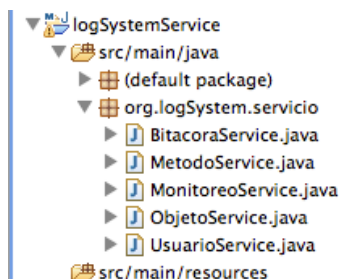 logSystemService
src/main/java
(default package)
org.logSystem.servicio
BitacoraService.java
MetodoService.java
MonitoreoService.java
ObjetoService.java
UsuarioService.java
src/main/resources